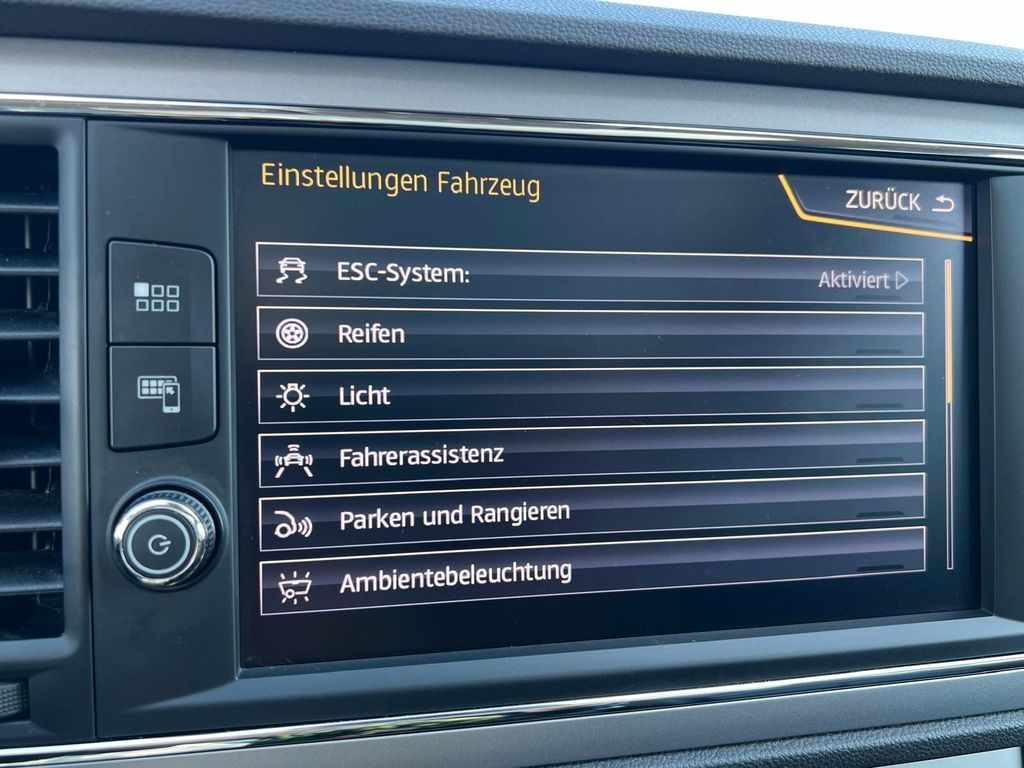 Einstellungen Fahrzeug
ZURÜCK
ESC-System:
Aktiviert
Reifen
Licht
Fahrerassistenz
Parken und Rangieren
Ambientebeleuchtung